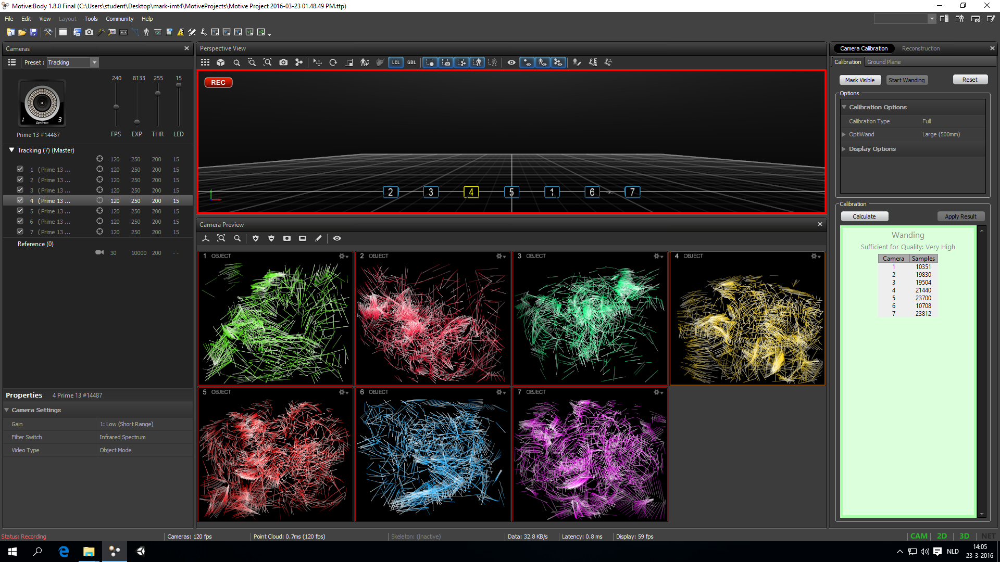 Motive:Body 1.8.0 Final (C:\Users\student\Desktop\mark-imt4\MotiveProjects\Motive Project 2016-03-23 01.48.49 PM.ttp)
File Edit View Layout Tools Community Help
Cameras
Preset : Tracking
240 8133 255 15
1 3
OptiTrack
FPS EXP THR LED
Prime 13 #14487
Tracking (7) (Master)
120 250 200 15
1 (Prime 13 ... 120 250 200 15
2 (Prime 13 ... 120 250 200 15
3 (Prime 13 ... 120 250 200 15
4 (Prime 13 ... 120 250 200 15
5 (Prime 13 ... 120 250 200 15
6 (Prime 13 ... 120 250 200 15
7 (Prime 13 ... 120 250 200 15
Reference (0)
30 10000 200 - -
Properties 4 Prime 13 #14487
Camera Settings
Gain 1: Low (Short Range)
Filter Switch Infrared Spectrum
Video Type Object Mode
Perspective View
LCL GBL
REC
2 3 4 5 1 6 7
Camera Preview
1 OBJECT 2 OBJECT 3 OBJECT 4 OBJECT
5 OBJECT 6 OBJECT 7 OBJECT
Camera Calibration Reconstruction
Calibration Ground Plane
Mask Visible Start Wanding Reset
Options
Calibration Options
Calibration Type Full
OptiWand Large (500mm)
Display Options
Calibration
Calculate Apply Result
Wanding
Sufficient for Quality: Very High
Camera Samples
1 10351
2 19830
3 19504
4 21440
5 23700
6 10708
7 23812
Status: Recording Cameras: 120 fps Point Cloud: 0.7ms (120 fps) Skeleton: (Inactive) Data: 32.8 KB/s Latency: 0.8 ms Display: 59 fps CAM 2D 3D NET
NLD 14:05
23-3-2016